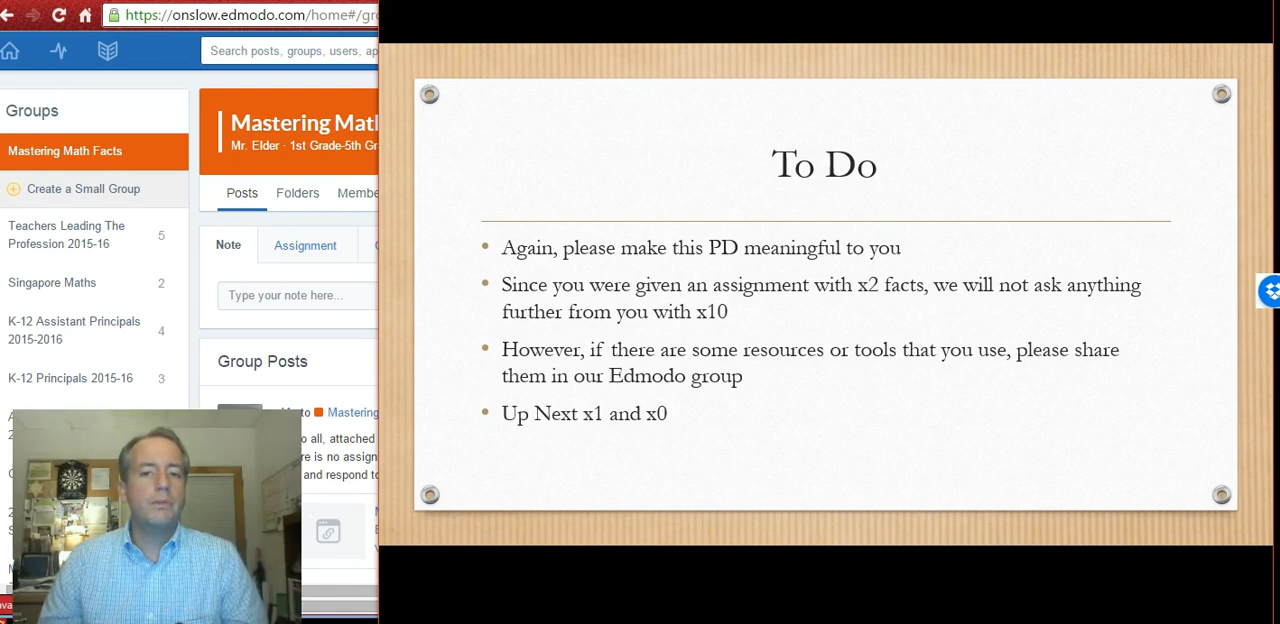 https://onslow.edmodo.com/home#/gr
Search posts, groups, users, ap
Groups
Mastering Math Facts
Create a Small Group
Teachers Leading The
Profession 2015-16
5
Singapore Maths
2
K-12 Assistant Principals
2015-2016
4
K-12 Principals 2015-16
3
Mastering Mat
Mr. Elder · 1st Grade-5th Gr
Posts
Folders
Membe
Note
Assignment
Type your note here...
Group Posts
to
Mastering
o all, attached
re is no assign
and respond to
To Do
• Again, please make this PD meaningful to you
• Since you were given an assignment with x2 facts, we will not ask anything
further from you with x10
• However, if there are some resources or tools that you use, please share
them in our Edmodo group
• Up Next x1 and x0